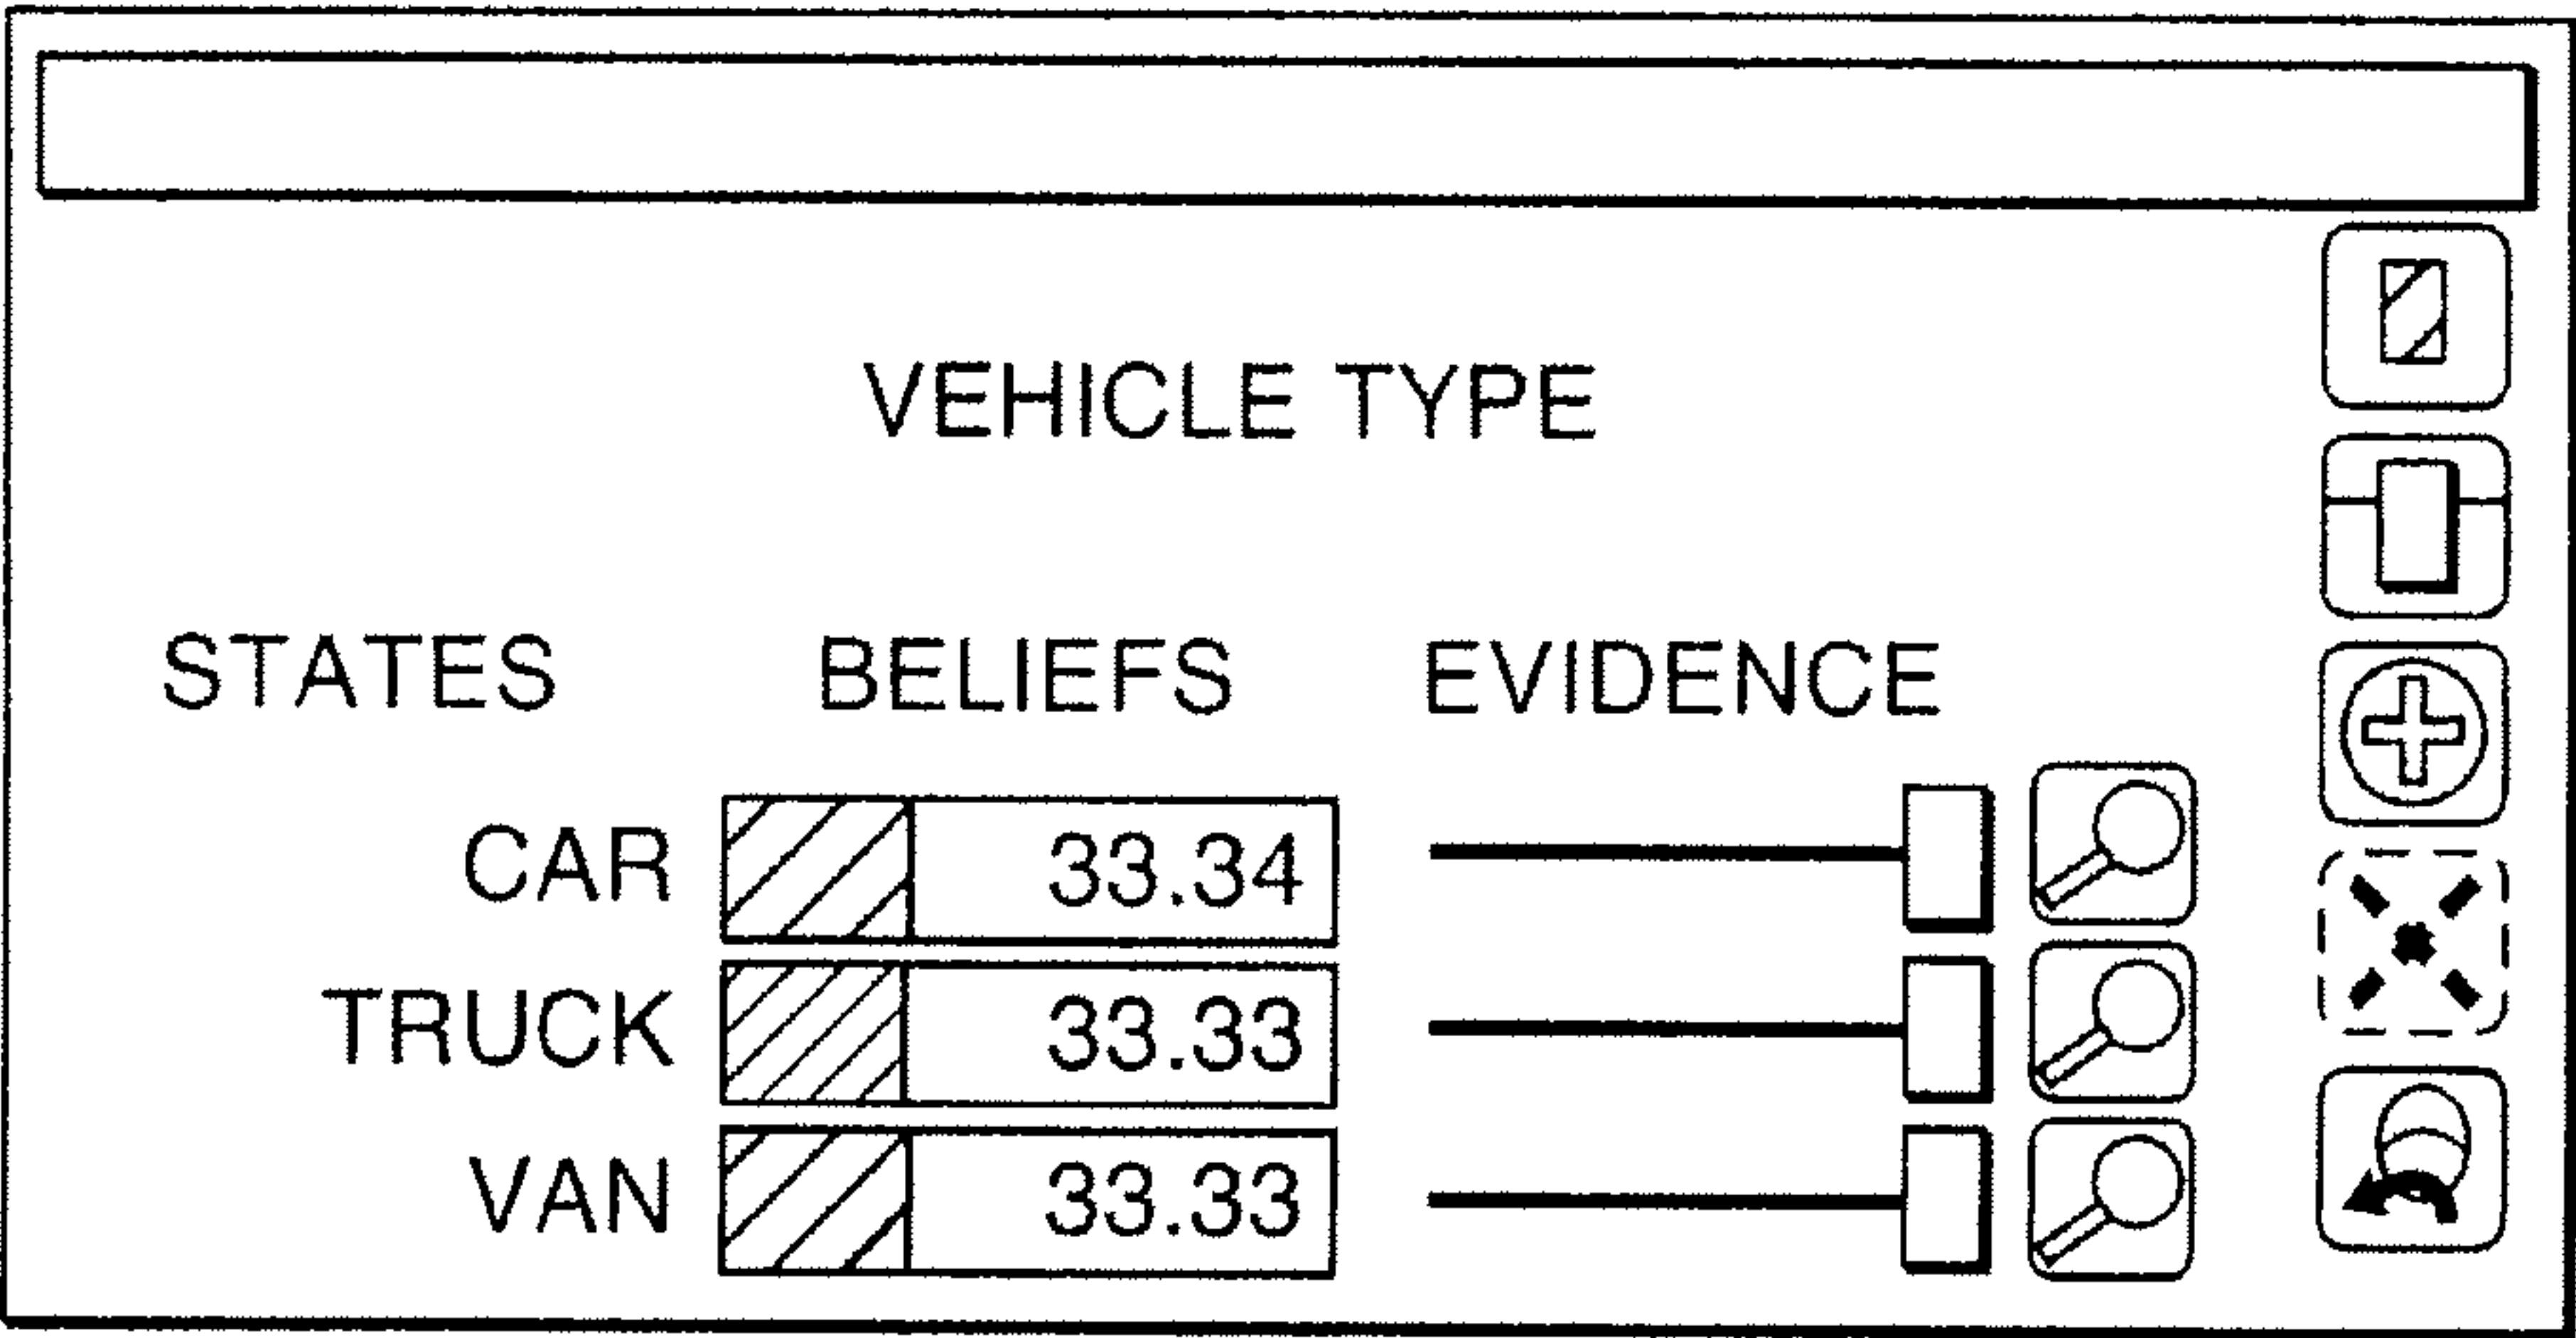 VEHICLE TYPE
STATES BELIEFS EVIDENCE
CAR 33.34
TRUCK 33.33
VAN 33.33